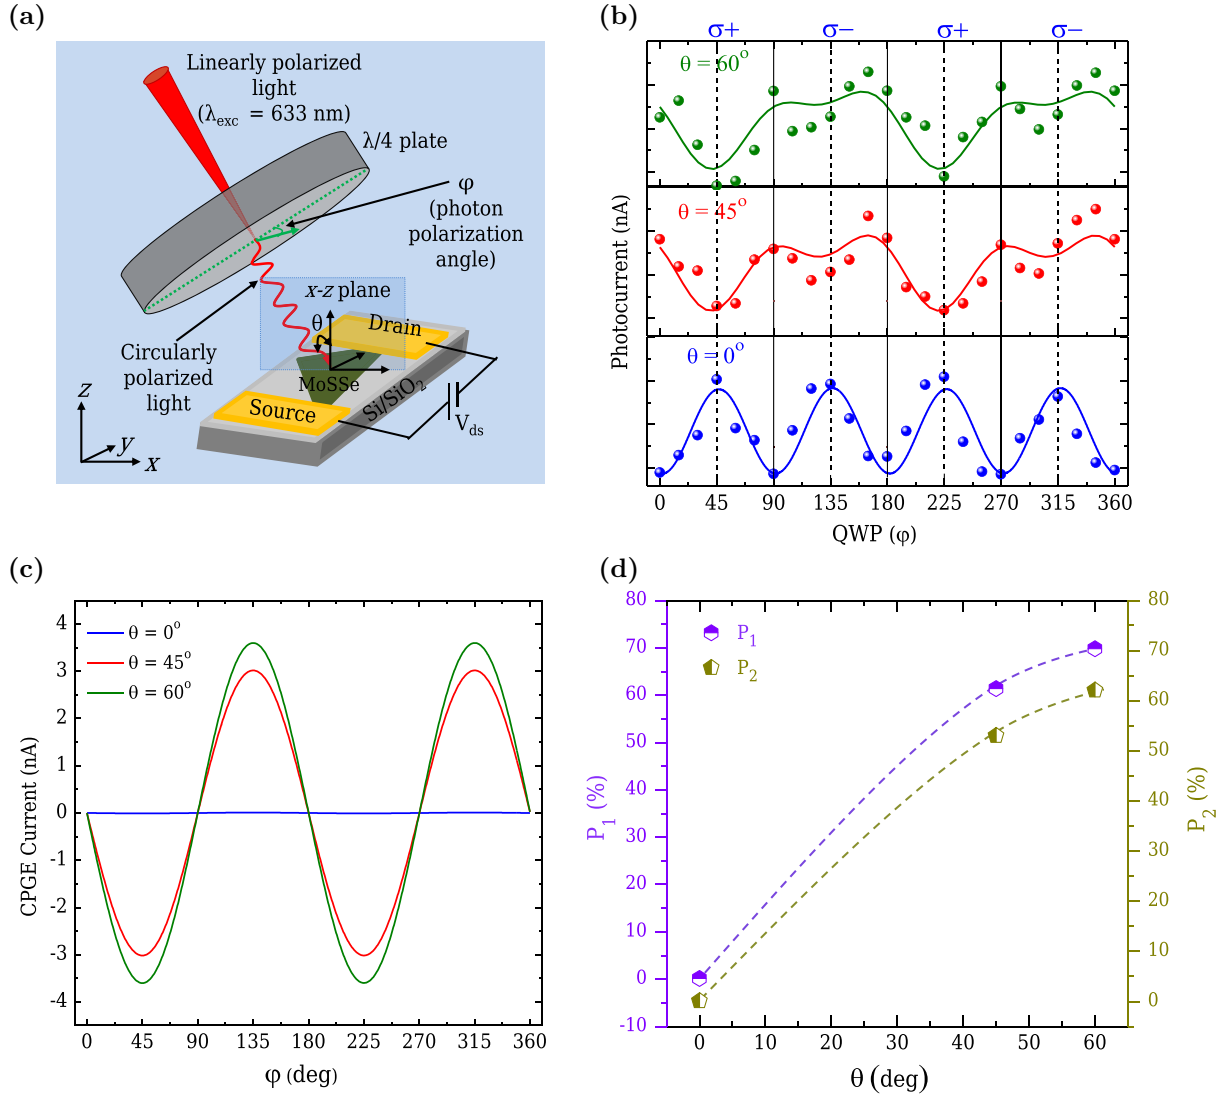 (a)
Linearly polarized
light
(λexc = 633 nm)
λ/4 plate
φ
(photon
polarization
angle)
x-z plane
θ
Drain
Circularly
polarized
light
MoSSe
Si/SiO2
Source
Vds
z
y
x
(b)
σ+ σ− σ+ σ−
θ = 60°
θ = 45°
θ = 0°
Photocurrent (nA)
0 45 90 135 180 225 270 315 360
QWP (φ)
(c)
θ = 0°
θ = 45°
θ = 60°
CPGE Current (nA)
4
3
2
1
0
-1
-2
-3
-4
0 45 90 135 180 225 270 315 360
φ (deg)
(d)
P1
P2
P1 (%)
80
70
60
50
40
30
20
10
0
-10
P2 (%)
80
70
60
50
40
30
20
10
0
0 10 20 30 40 50 60
θ (deg)